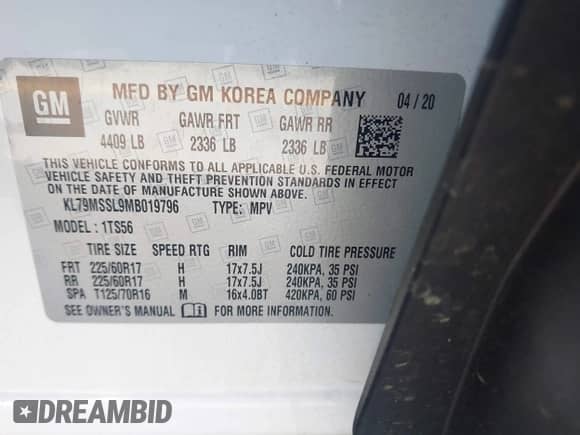 GM
MFD BY GM KOREA COMPANY 04 / 20
GVWR GAWR FRT GAWR RR
4409 LB 2336 LB 2336 LB
THIS VEHICLE CONFORMS TO ALL APPLICABLE U.S. FEDERAL MOTOR
VEHICLE SAFETY AND THEFT PREVENTION STANDARDS IN EFFECT
ON THE DATE OF MANUFACTURE SHOWN ABOVE.
KL79MSSL9MB019796 TYPE: MPV
MODEL : 1TS56
TIRE SIZE SPEED RTG RIM COLD TIRE PRESSURE
FRT 225/60R17 H 17x7.5J 240KPA, 35 PSI
RR 225/60R17 H 17x7.5J 240KPA, 35 PSI
SPA T125/70R16 M 16x4.0BT 420KPA, 60 PSI
SEE OWNER'S MANUAL FOR MORE INFORMATION.
DREAMBID